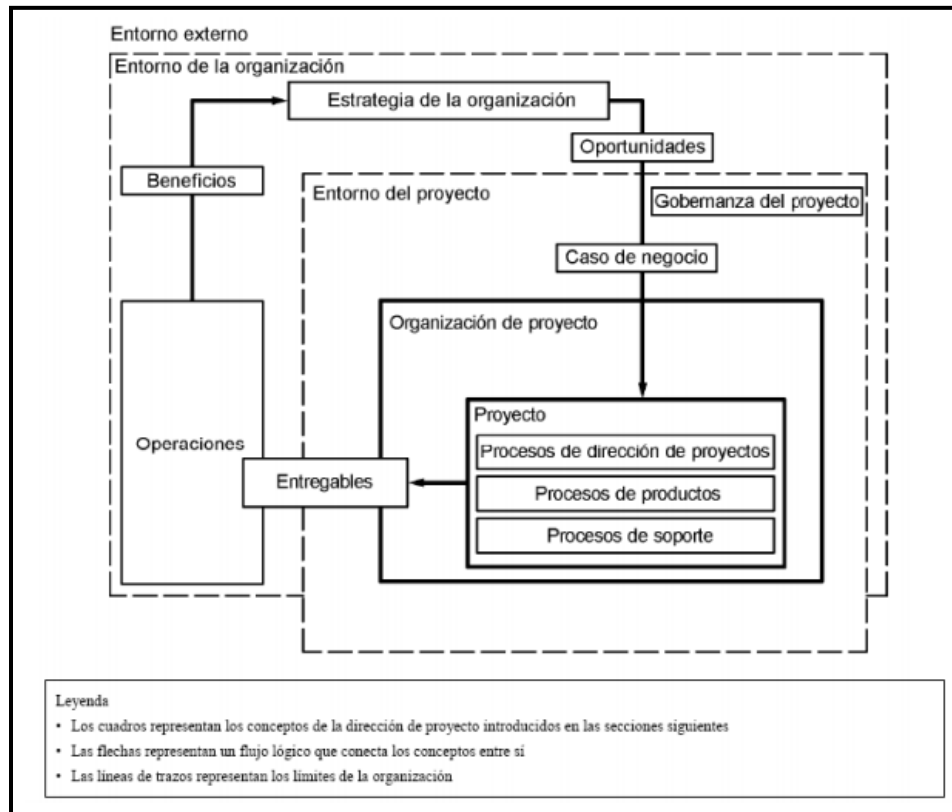 Entorno externo
Entorno de la organización
Estrategia de la organización
Oportunidades
Beneficios
Entorno del proyecto
Gobernanza del proyecto
Caso de negocio
Organización de proyecto
Proyecto
Operaciones
Procesos de dirección de proyectos
Entregables
Procesos de productos
Procesos de soporte
Leyenda
• Los cuadros representan los conceptos de la dirección de proyecto introducidos en las secciones siguientes
• Las flechas representan un flujo lógico que conecta los conceptos entre sí
• Las líneas de trazos representan los límites de la organización